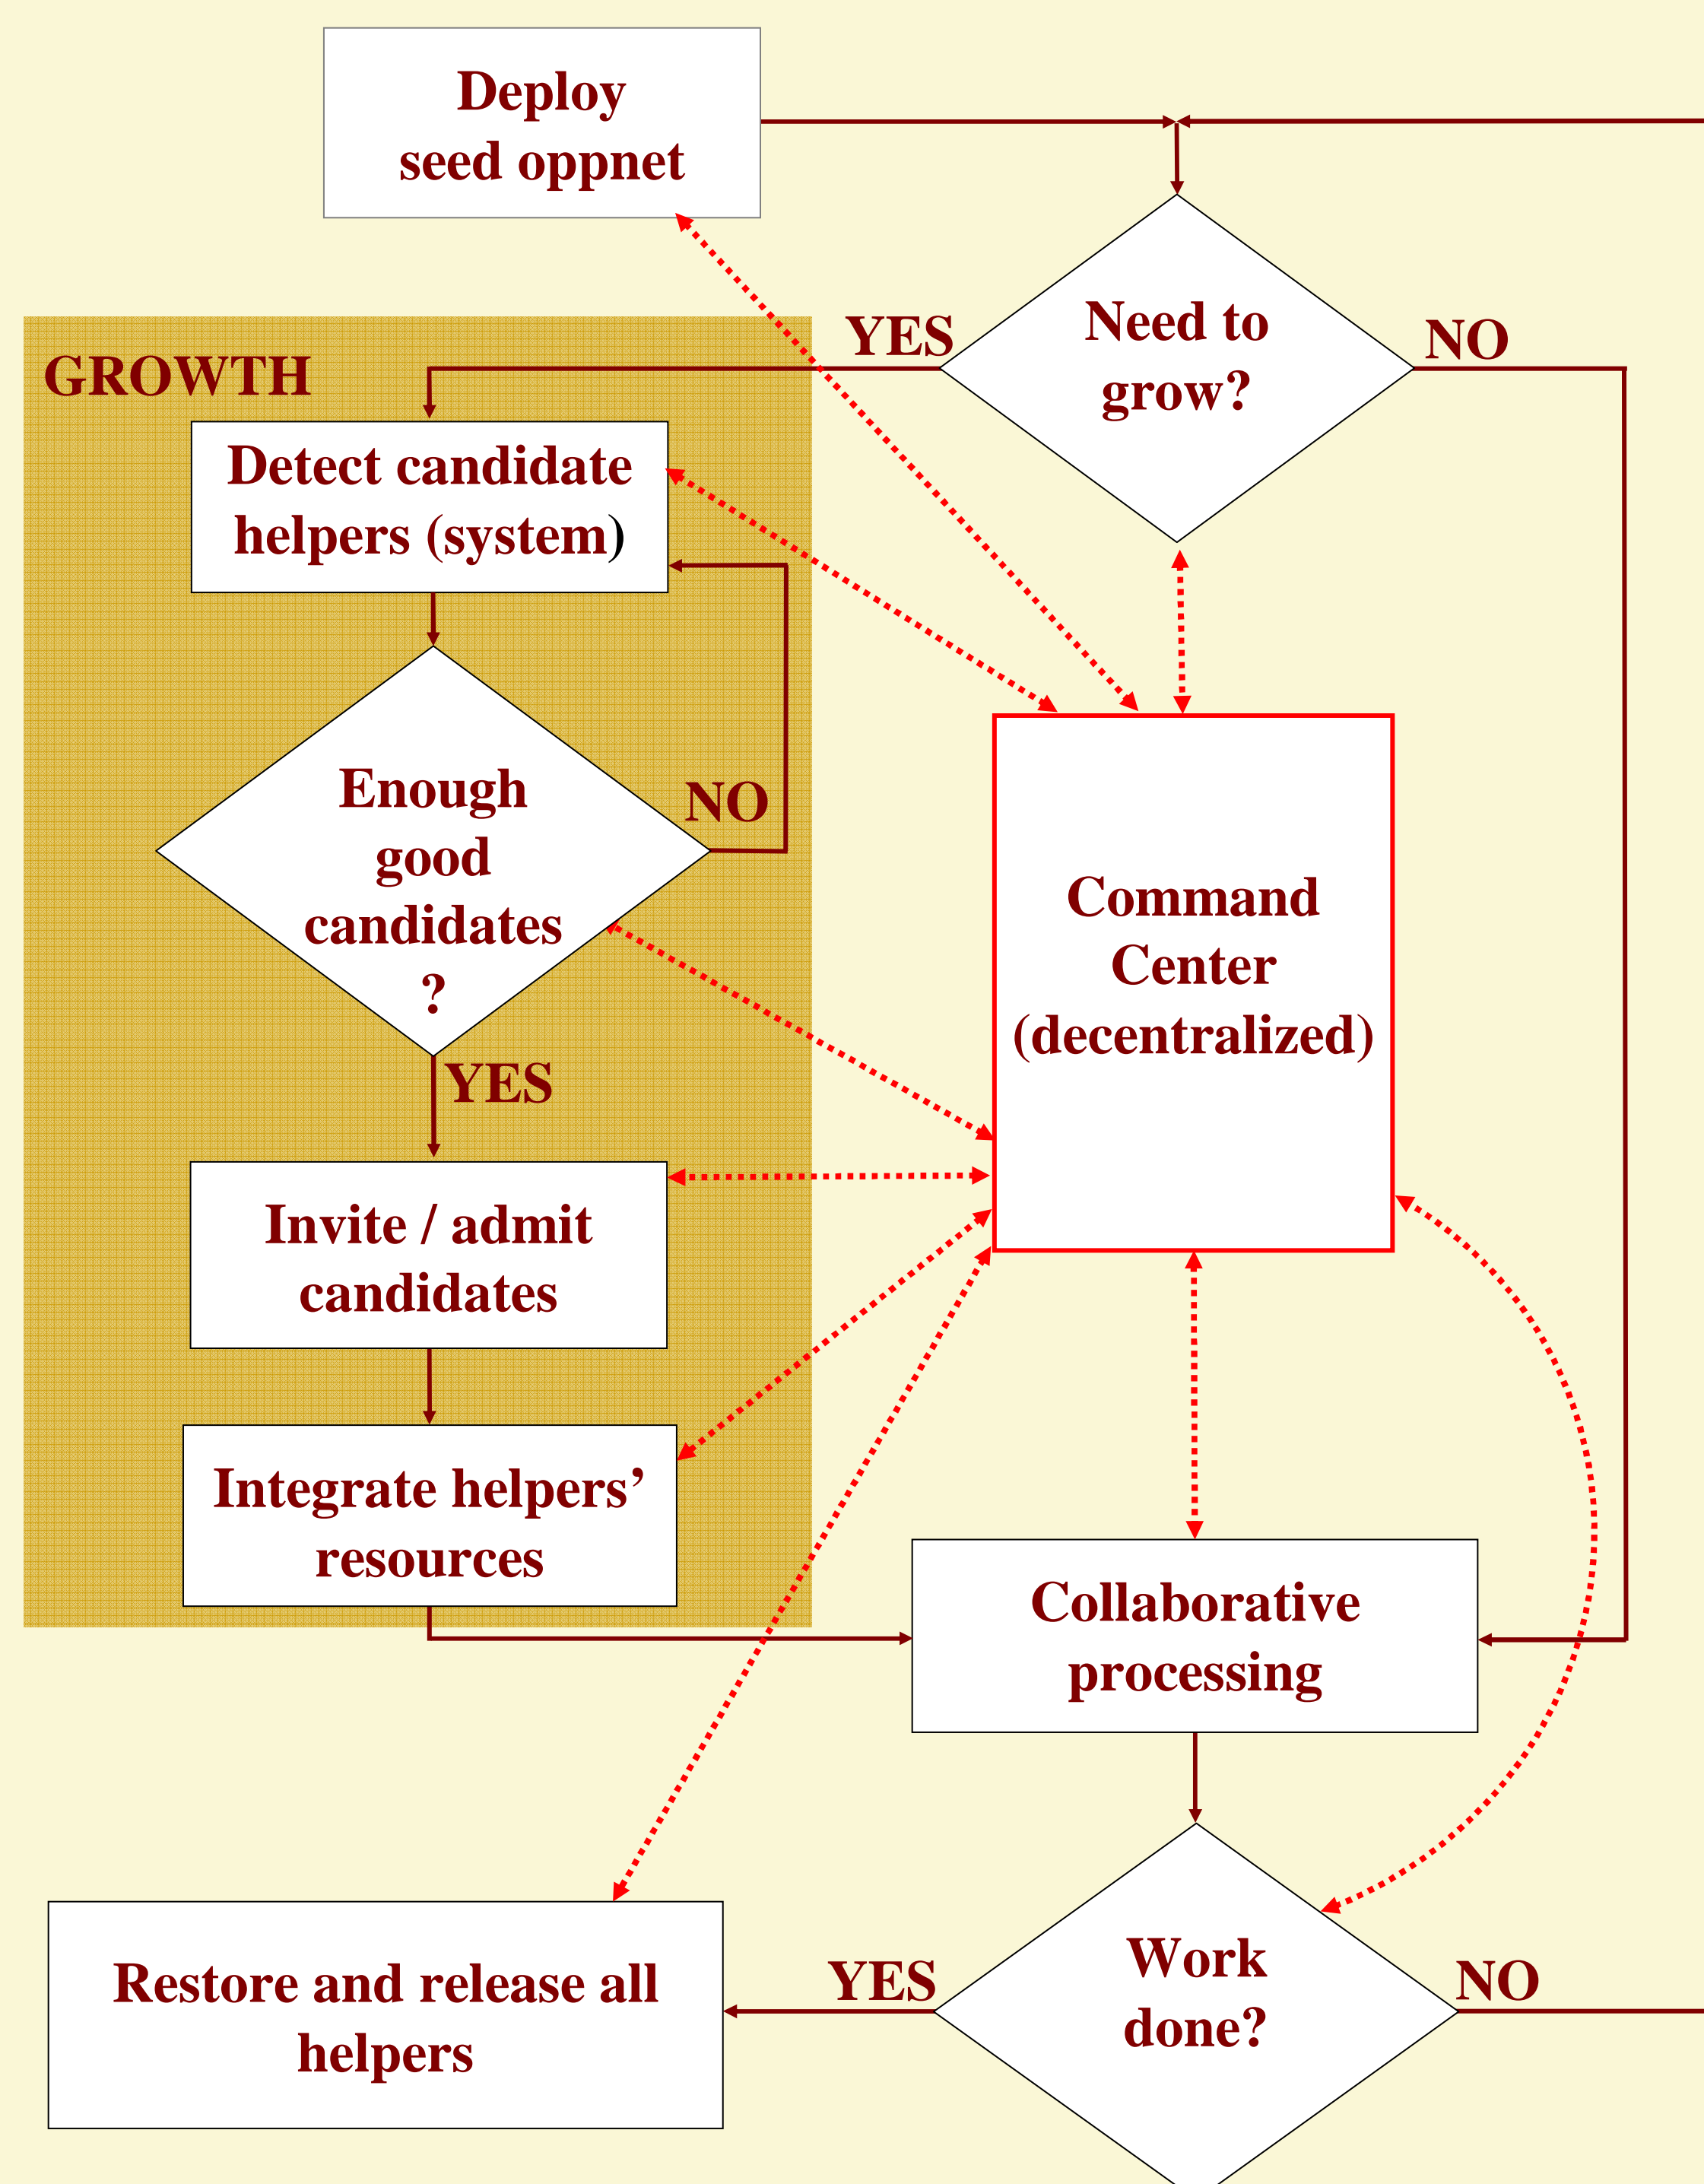 Deploy
seed oppnet
Need to
grow?
YES
NO
GROWTH
Detect candidate
helpers (system)
Enough
good
candidates
?
NO
YES
Command
Center
(decentralized)
Invite / admit
candidates
Integrate helpers’
resources
Collaborative
processing
Work
done?
YES
NO
Restore and release all
helpers